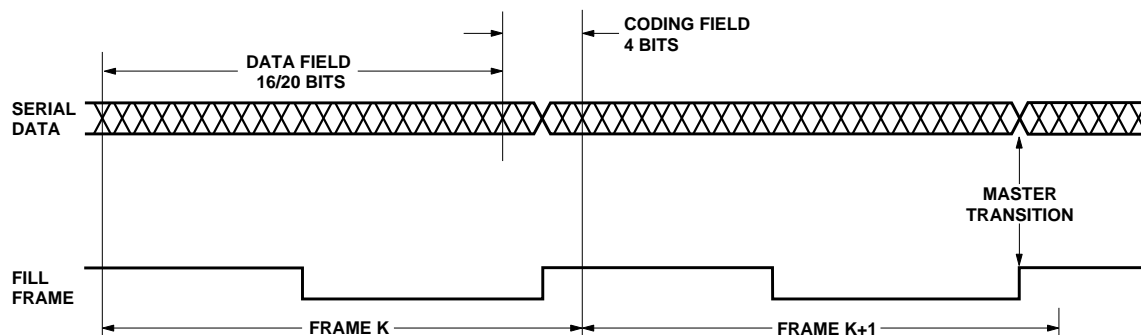 CODING FIELD
4 BITS
DATA FIELD
16/20 BITS
SERIAL
DATA
MASTER
TRANSITION
FILL
FRAME
FRAME K
FRAME K+1